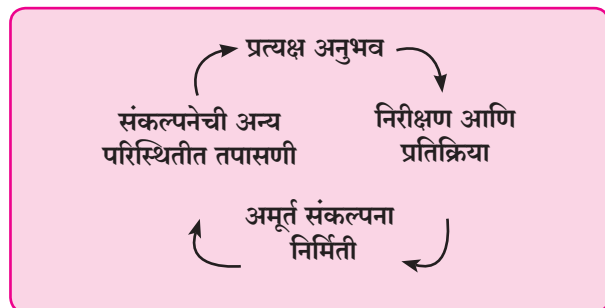 प्रत्यक्ष अनुभव
निरीक्षण आणि
प्रतिक्रिया
अमूर्त संकल्पना
निर्मिती
संकल्पनेची अन्य
परिस्थितीत तपासणी